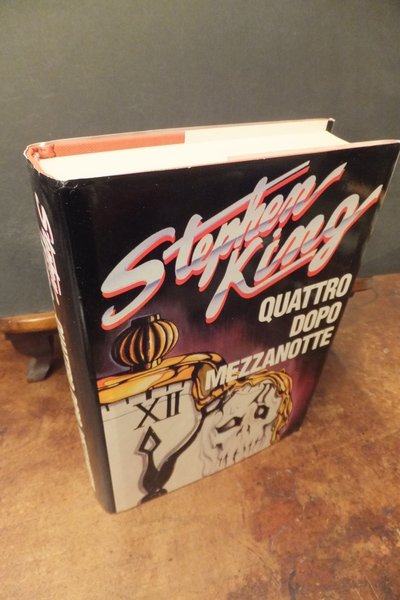 Stephen
King
QUATTRO
DOPO
MEZZANOTTE
XII